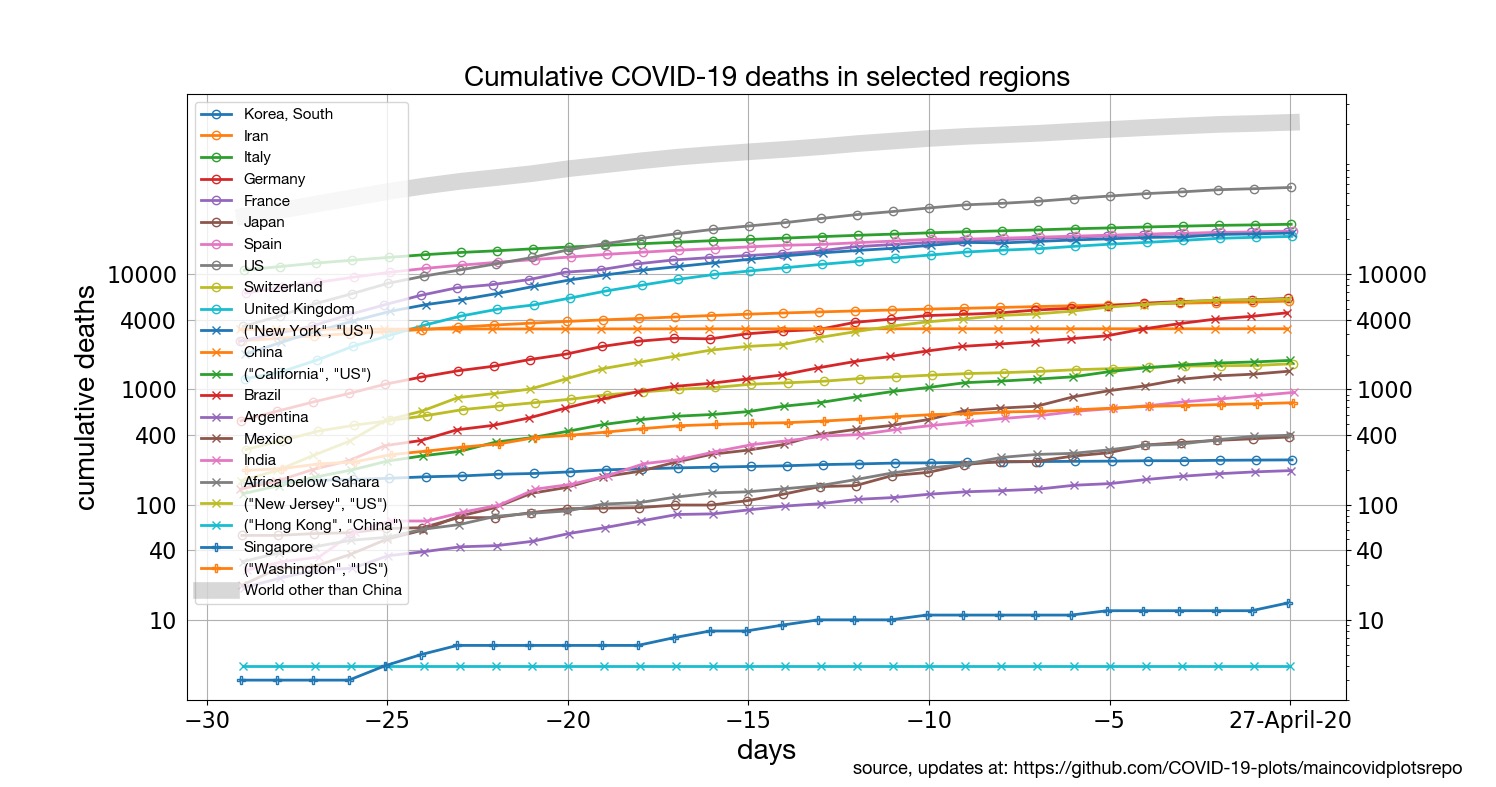 Cumulative COVID-19 deaths in selected regions
cumulative deaths
10000
4000
1000
400
100
40
10
Korea, South
Iran
Italy
Germany
France
Japan
Spain
US
Switzerland
United Kingdom
("New York", "US")
China
("California", "US")
Brazil
Argentina
Mexico
India
Africa below Sahara
("New Jersey", "US")
("Hong Kong", "China")
Singapore
("Washington", "US")
World other than China
10000
4000
1000
400
100
40
10
−30 −25 −20 −15 −10 −5 27-April-20
days
source, updates at: https://github.com/COVID-19-plots/maincovidplotsrepo